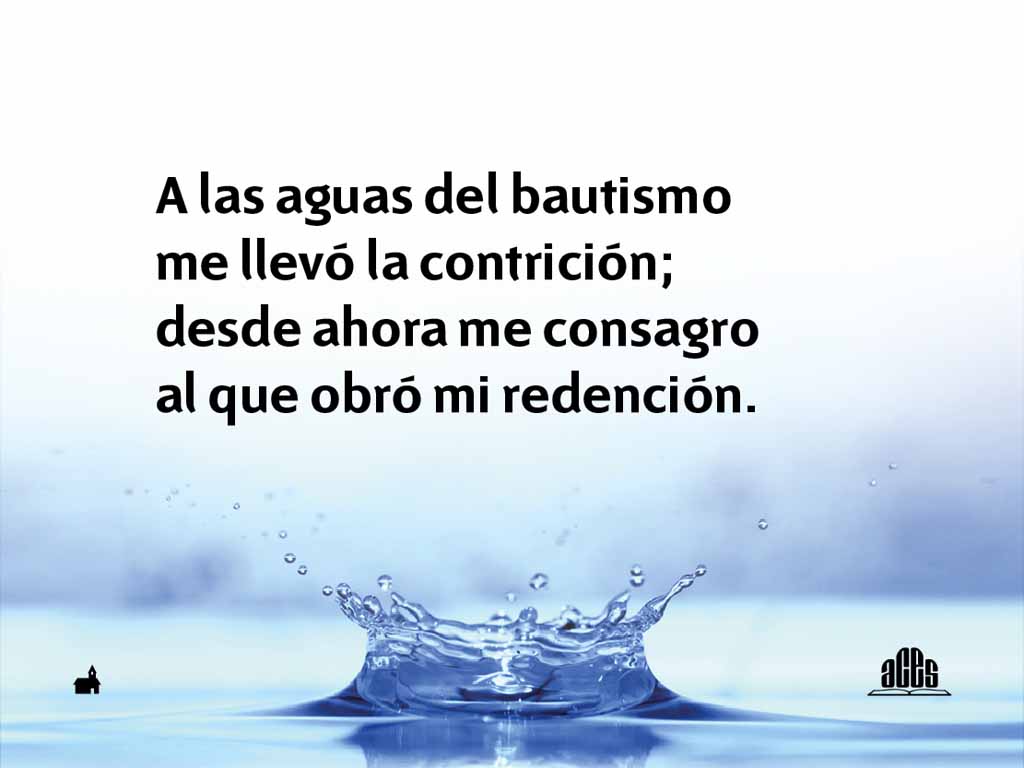 A las aguas del bautismo
me llevó la contrición;
desde ahora me consagro
al que obró mi redención.
aces